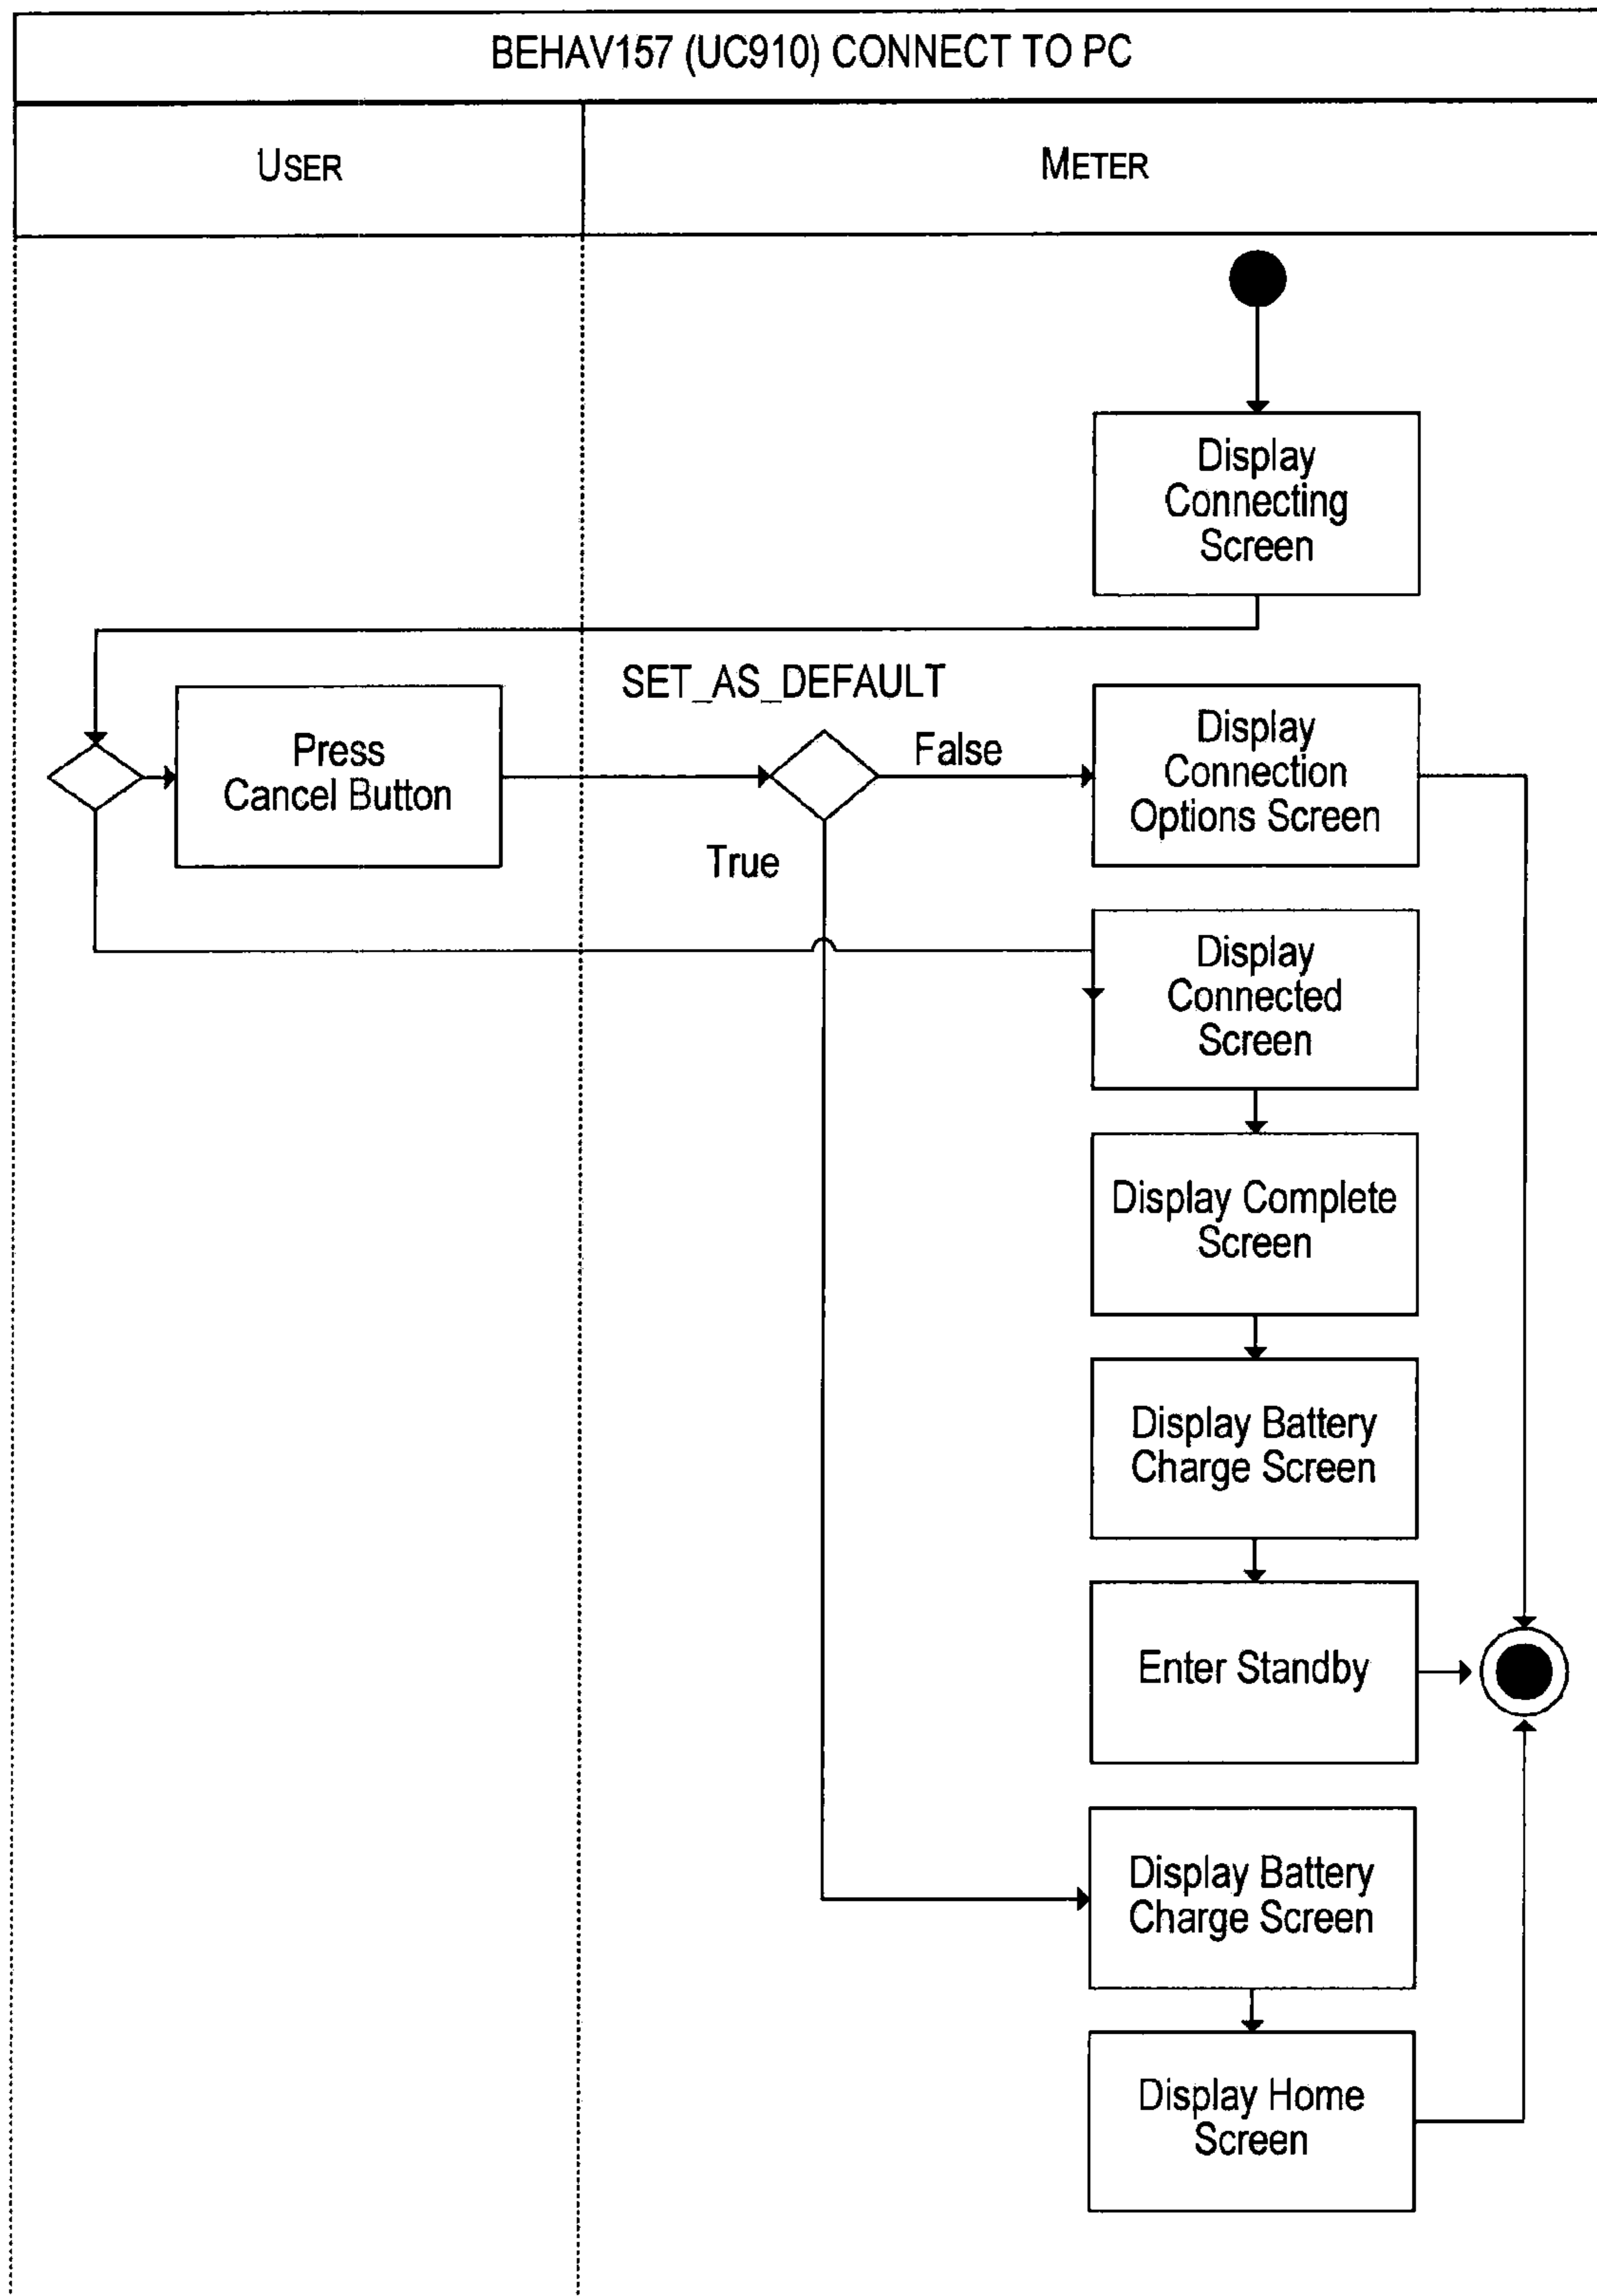 BEHAV157 (UC910) CONNECT TO PC
USER
METER
Display
Connecting
Screen
SET_AS_DEFAULT
Press
Cancel Button
False
True
Display
Connection
Options Screen
Display
Connected
Screen
Display Complete
Screen
Display Battery
Charge Screen
Enter Standby
Display Battery
Charge Screen
Display Home
Screen